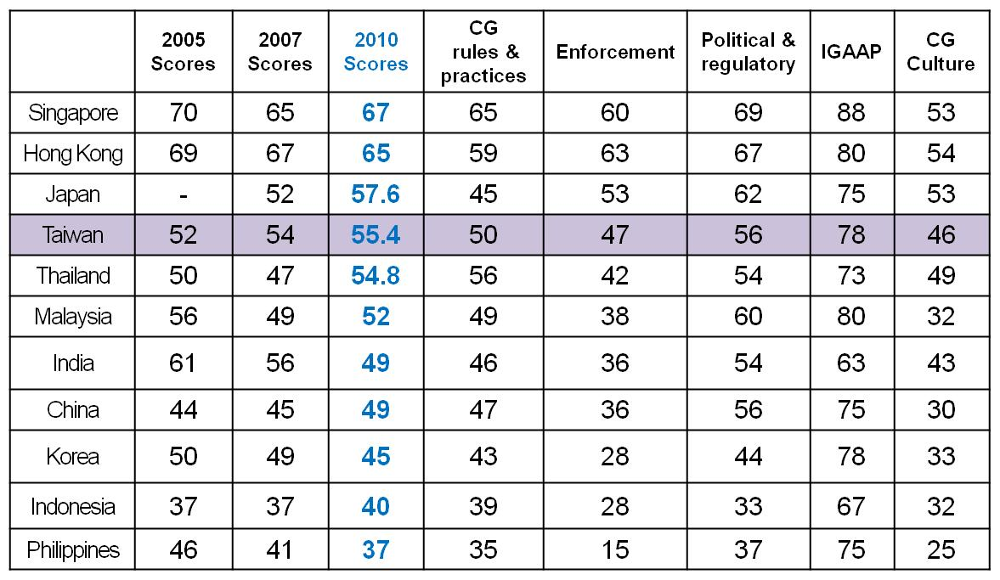 2005 Scores 2007 Scores 2010 Scores CG rules & practices Enforcement Political & regulatory IGAAP CG Culture
Singapore 70 65 67 65 60 69 88 53
Hong Kong 69 67 65 59 63 67 80 54
Japan - 52 57.6 45 53 62 75 53
Taiwan 52 54 55.4 50 47 56 78 46
Thailand 50 47 54.8 56 42 54 73 49
Malaysia 56 49 52 49 38 60 80 32
India 61 56 49 46 36 54 63 43
China 44 45 49 47 36 56 75 30
Korea 50 49 45 43 28 44 78 33
Indonesia 37 37 40 39 28 33 67 32
Philippines 46 41 37 35 15 37 75 25